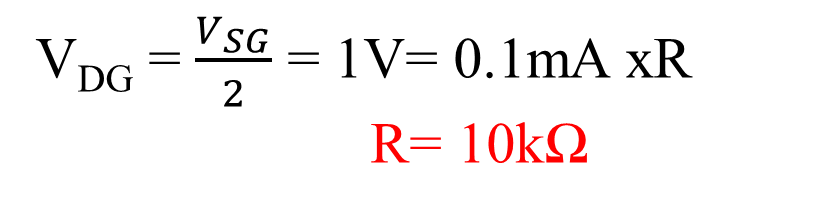 V_DG = V_SG/2 = 1V= 0.1mA xR
R= 10kΩ